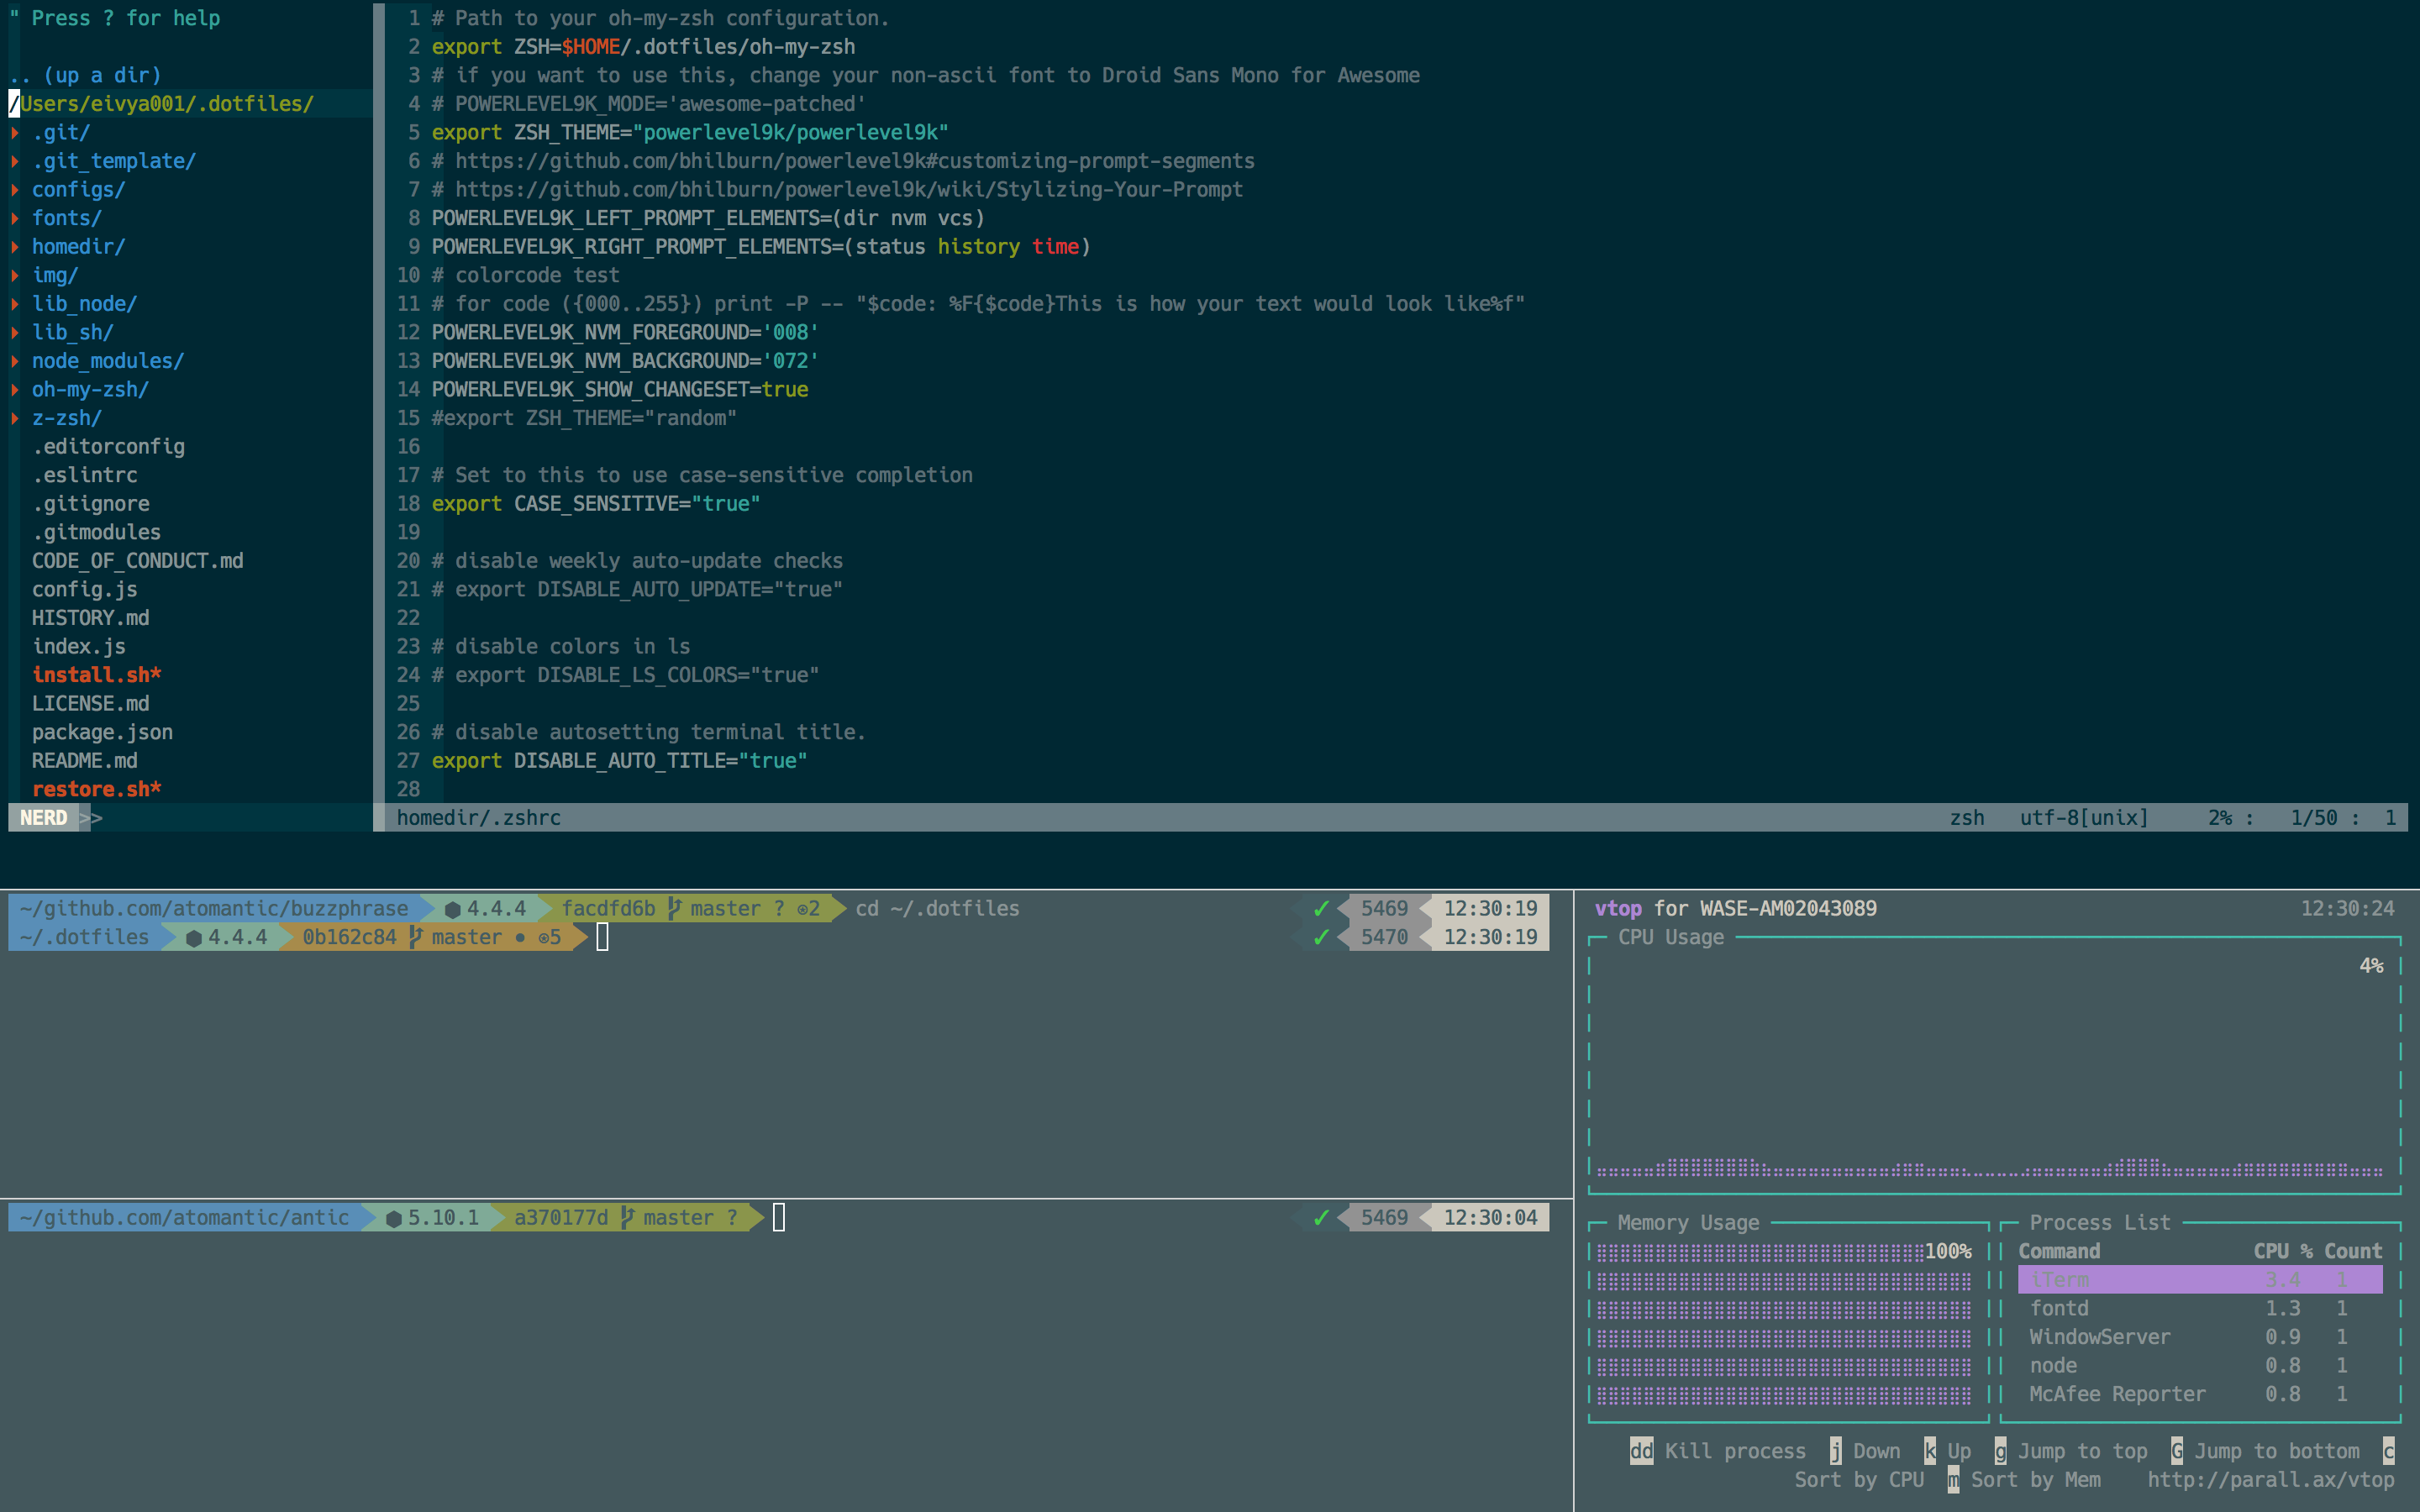 " Press ? for help
.. (up a dir)
/Users/eivya001/.dotfiles/
▸ .git/
▸ .git_template/
▸ configs/
▸ fonts/
▸ homedir/
▸ img/
▸ lib_node/
▸ lib_sh/
▸ node_modules/
▸ oh-my-zsh/
▸ z-zsh/
.editorconfig
.eslintrc
.gitignore
.gitmodules
CODE_OF_CONDUCT.md
config.js
HISTORY.md
index.js
install.sh*
LICENSE.md
package.json
README.md
restore.sh*
NERD >>
1 # Path to your oh-my-zsh configuration.
2 export ZSH=$HOME/.dotfiles/oh-my-zsh
3 # if you want to use this, change your non-ascii font to Droid Sans Mono for Awesome
4 # POWERLEVEL9K_MODE='awesome-patched'
5 export ZSH_THEME="powerlevel9k/powerlevel9k"
6 # https://github.com/bhilburn/powerlevel9k#customizing-prompt-segments
7 # https://github.com/bhilburn/powerlevel9k/wiki/Stylizing-Your-Prompt
8 POWERLEVEL9K_LEFT_PROMPT_ELEMENTS=(dir nvm vcs)
9 POWERLEVEL9K_RIGHT_PROMPT_ELEMENTS=(status history time)
10 # colorcode test
11 # for code ({000..255}) print -P -- "$code: %F{$code}This is how your text would look like%f"
12 POWERLEVEL9K_NVM_FOREGROUND='008'
13 POWERLEVEL9K_NVM_BACKGROUND='072'
14 POWERLEVEL9K_SHOW_CHANGESET=true
15 #export ZSH_THEME="random"
16
17 # Set to this to use case-sensitive completion
18 export CASE_SENSITIVE="true"
19
20 # disable weekly auto-update checks
21 # export DISABLE_AUTO_UPDATE="true"
22
23 # disable colors in ls
24 # export DISABLE_LS_COLORS="true"
25
26 # disable autosetting terminal title.
27 export DISABLE_AUTO_TITLE="true"
28
homedir/.zshrc zsh utf-8[unix] 2% : 1/50 : 1
~/github.com/atomantic/buzzphrase ⬢ 4.4.4 facdfd6b master ? ⊙2 cd ~/.dotfiles ✓ 5469 12:30:19
~/.dotfiles ⬢ 4.4.4 0b162c84 master ● ⊙5 ✓ 5470 12:30:19
~/github.com/atomantic/antic ⬢ 5.10.1 a370177d master ? ✓ 5469 12:30:04
vtop for WASE-AM02043089 12:30:24
CPU Usage
4%
Memory Usage
100%
Process List
Command CPU % Count
iTerm 3.4 1
fontd 1.3 1
WindowServer 0.9 1
node 0.8 1
McAfee Reporter 0.8 1
dd Kill process j Down k Up g Jump to top G Jump to bottom c
Sort by CPU m Sort by Mem http://parall.ax/vtop